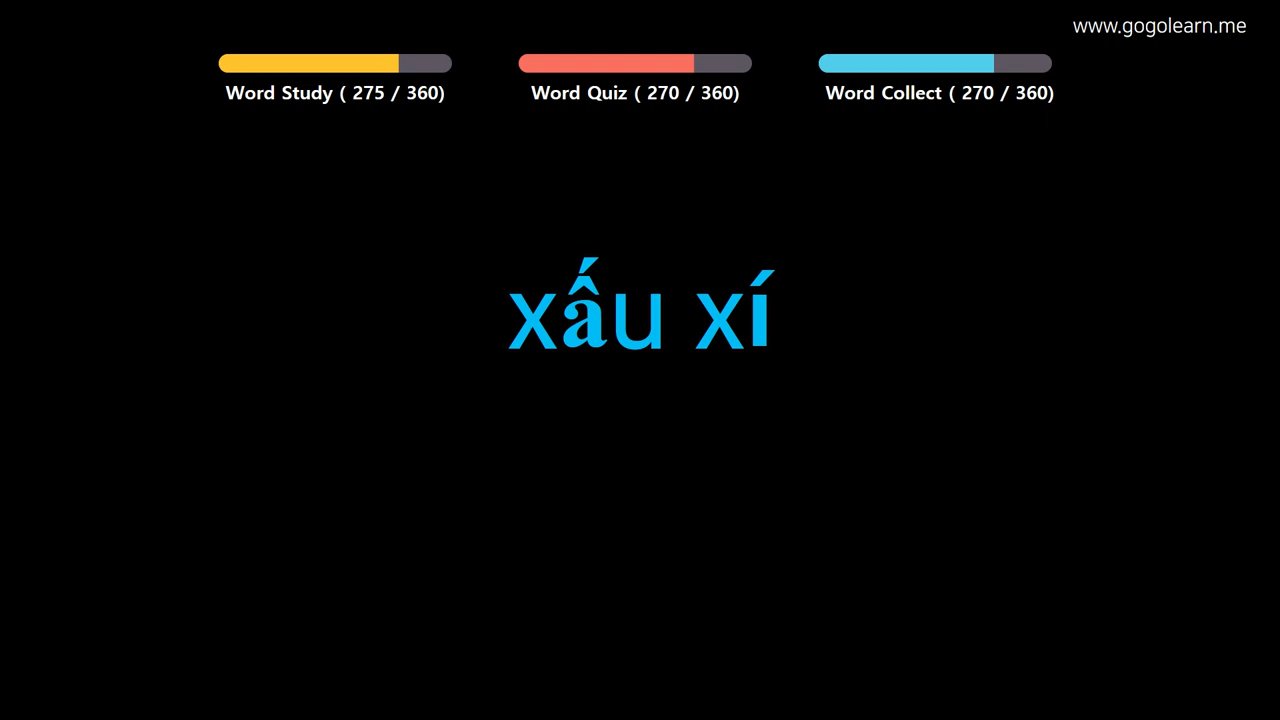 www.gogolearn.me
Word Study ( 275 / 360)
Word Quiz ( 270 / 360)
Word Collect ( 270 / 360)
xấu xí